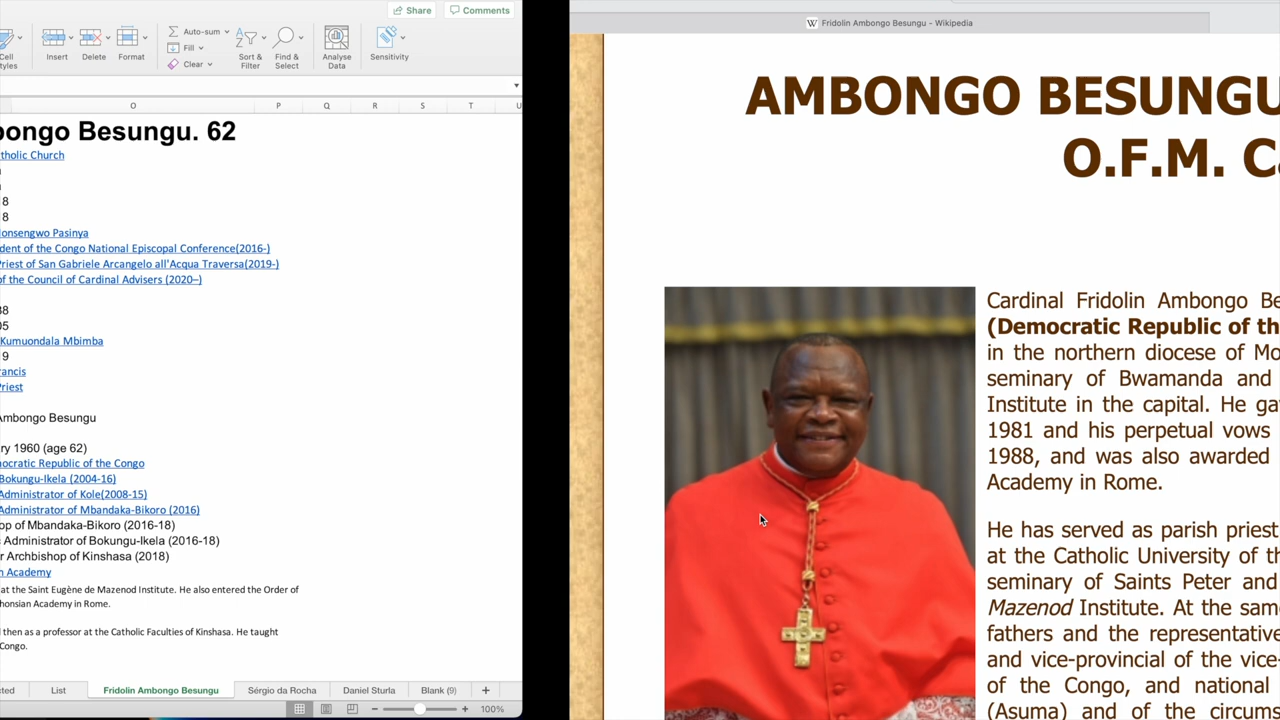 Share
Comments
Auto-sum
Fill
Clear
Insert
Delete
Format
Sort &
Filter
Find &
Select
Analyse
Data
Sensitivity
O P Q R S T
ongo Besungu. 62
tholic Church
8
8
onsengwo Pasinya
dent of the Congo National Episcopal Conference(2016-)
Priest of San Gabriele Arcangelo all'Acqua Traversa(2019-)
of the Council of Cardinal Advisers (2020–)
88
05
Kumuondala Mbimba
9
rancis
Priest
Ambongo Besungu
ry 1960 (age 62)
mocratic Republic of the Congo
Bokungu-Ikela (2004-16)
Administrator of Kole(2008-15)
Administrator of Mbandaka-Bikoro (2016)
op of Mbandaka-Bikoro (2016-18)
Administrator of Bokungu-Ikela (2016-18)
r Archbishop of Kinshasa (2018)
n Academy
at the Saint Eugène de Mazenod Institute. He also entered the Order of
honsian Academy in Rome.
then as a professor at the Catholic Faculties of Kinshasa. He taught
Congo.
cted List Fridolin Ambongo Besungu Sérgio da Rocha Daniel Sturla Blank (9) +
− + 100%
W Fridolin Ambongo Besungu - Wikipedia
AMBONGO BESUNGU
O.F.M. C
Cardinal Fridolin Ambongo Be
(Democratic Republic of th
in the northern diocese of Mo
seminary of Bwamanda and
Institute in the capital. He ga
1981 and his perpetual vows
1988, and was also awarded
Academy in Rome.
He has served as parish priest
at the Catholic University of th
seminary of Saints Peter and
Mazenod Institute. At the sam
fathers and the representative
and vice-provincial of the vice-
of the Congo, and national
(Asuma) and of the circums